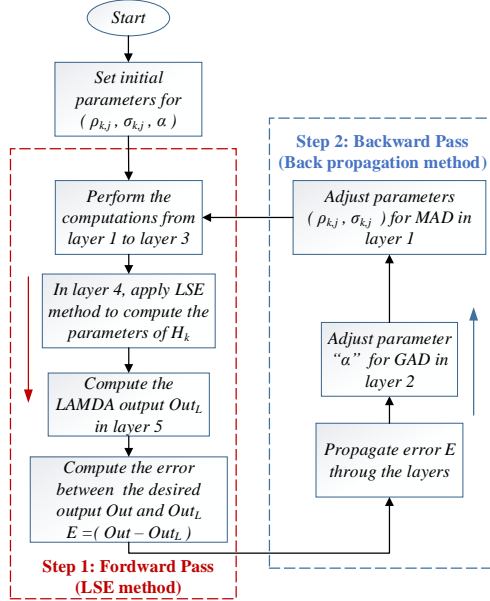 Start
Set initial
parameters for
( ρk,j , σk,j , α )
Perform the
computations from
layer 1 to layer 3
In layer 4, apply LSE
method to compute the
parameters of Hk
Compute the
LAMDA output OutL
in layer 5
Compute the error
between the desired
output Out and OutL
E =( Out – OutL )
Step 1: Fordward Pass
(LSE method)
Step 2: Backward Pass
(Back propagation method)
Adjust parameters
( ρk,j , σk,j ) for MAD in
layer 1
Adjust parameter
“α” for GAD in
layer 2
Propagate error E
throug the layers